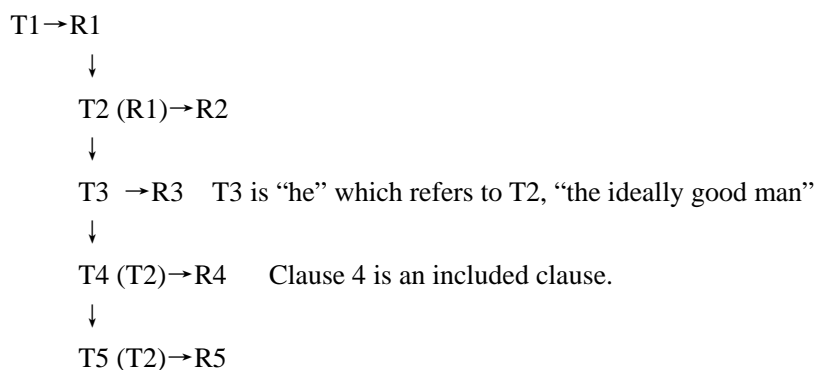 T1→R1
↓
T2 (R1)→R2
↓
T3 →R3 T3 is “he” which refers to T2, “the ideally good man”
↓
T4 (T2)→R4 Clause 4 is an included clause.
↓
T5 (T2)→R5